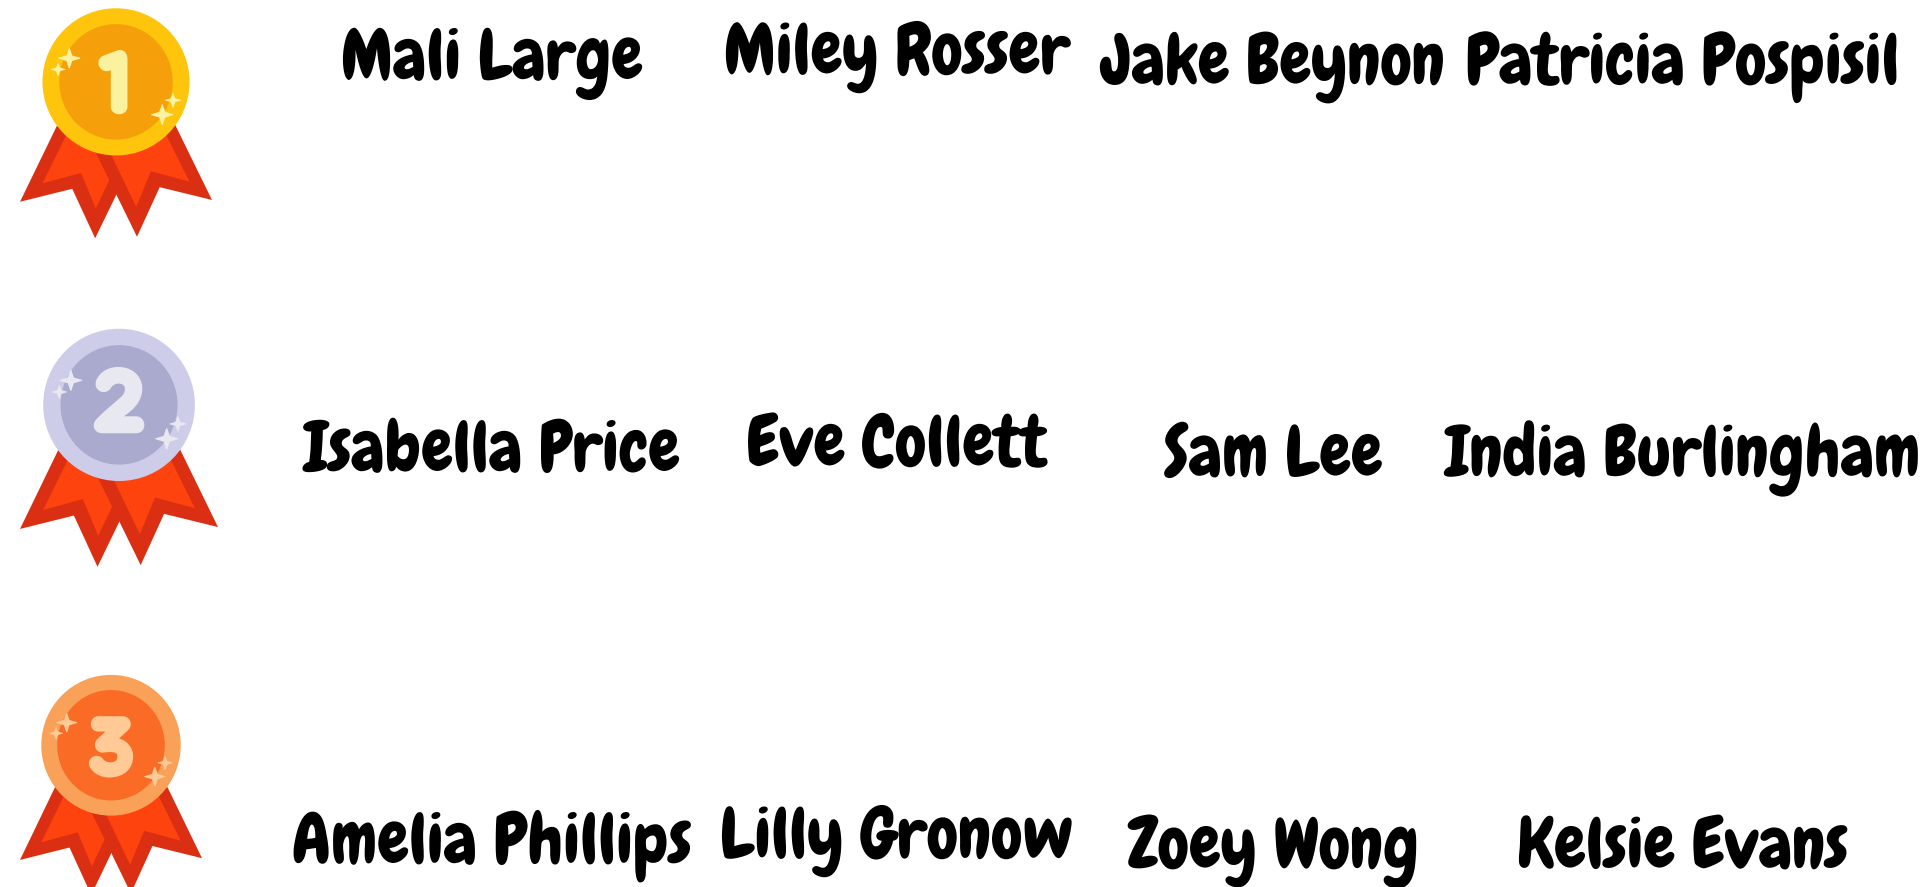 1 Mali Large Miley Rosser Jake Beynon Patricia Pospisil
2 Isabella Price Eve Collett Sam Lee India Burlingham
3 Amelia Phillips Lilly Gronow Zoey Wong Kelsie Evans